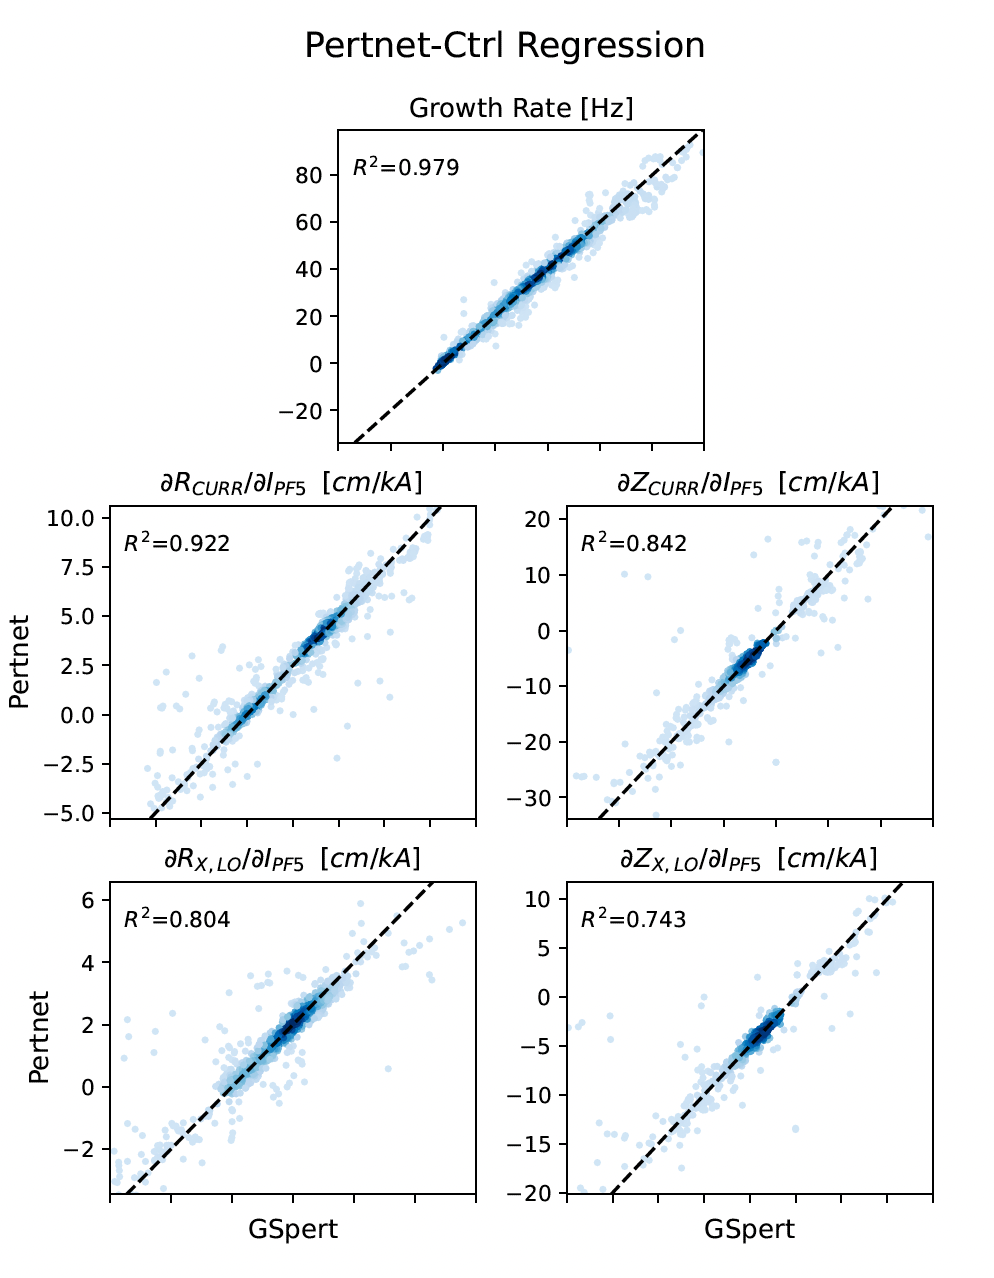 Pertnet-Ctrl Regression
Growth Rate [Hz]
R²=0.979
80
60
40
20
0
−20
∂R_CURR/∂I_PF5 [cm/kA]
R²=0.922
10.0
7.5
5.0
2.5
0.0
−2.5
−5.0
Pertnet
∂Z_CURR/∂I_PF5 [cm/kA]
R²=0.842
20
10
0
−10
−20
−30
∂R_X,LO/∂I_PF5 [cm/kA]
R²=0.804
6
4
2
0
−2
Pertnet
GSpert
∂Z_X,LO/∂I_PF5 [cm/kA]
R²=0.743
10
5
0
−5
−10
−15
−20
GSpert